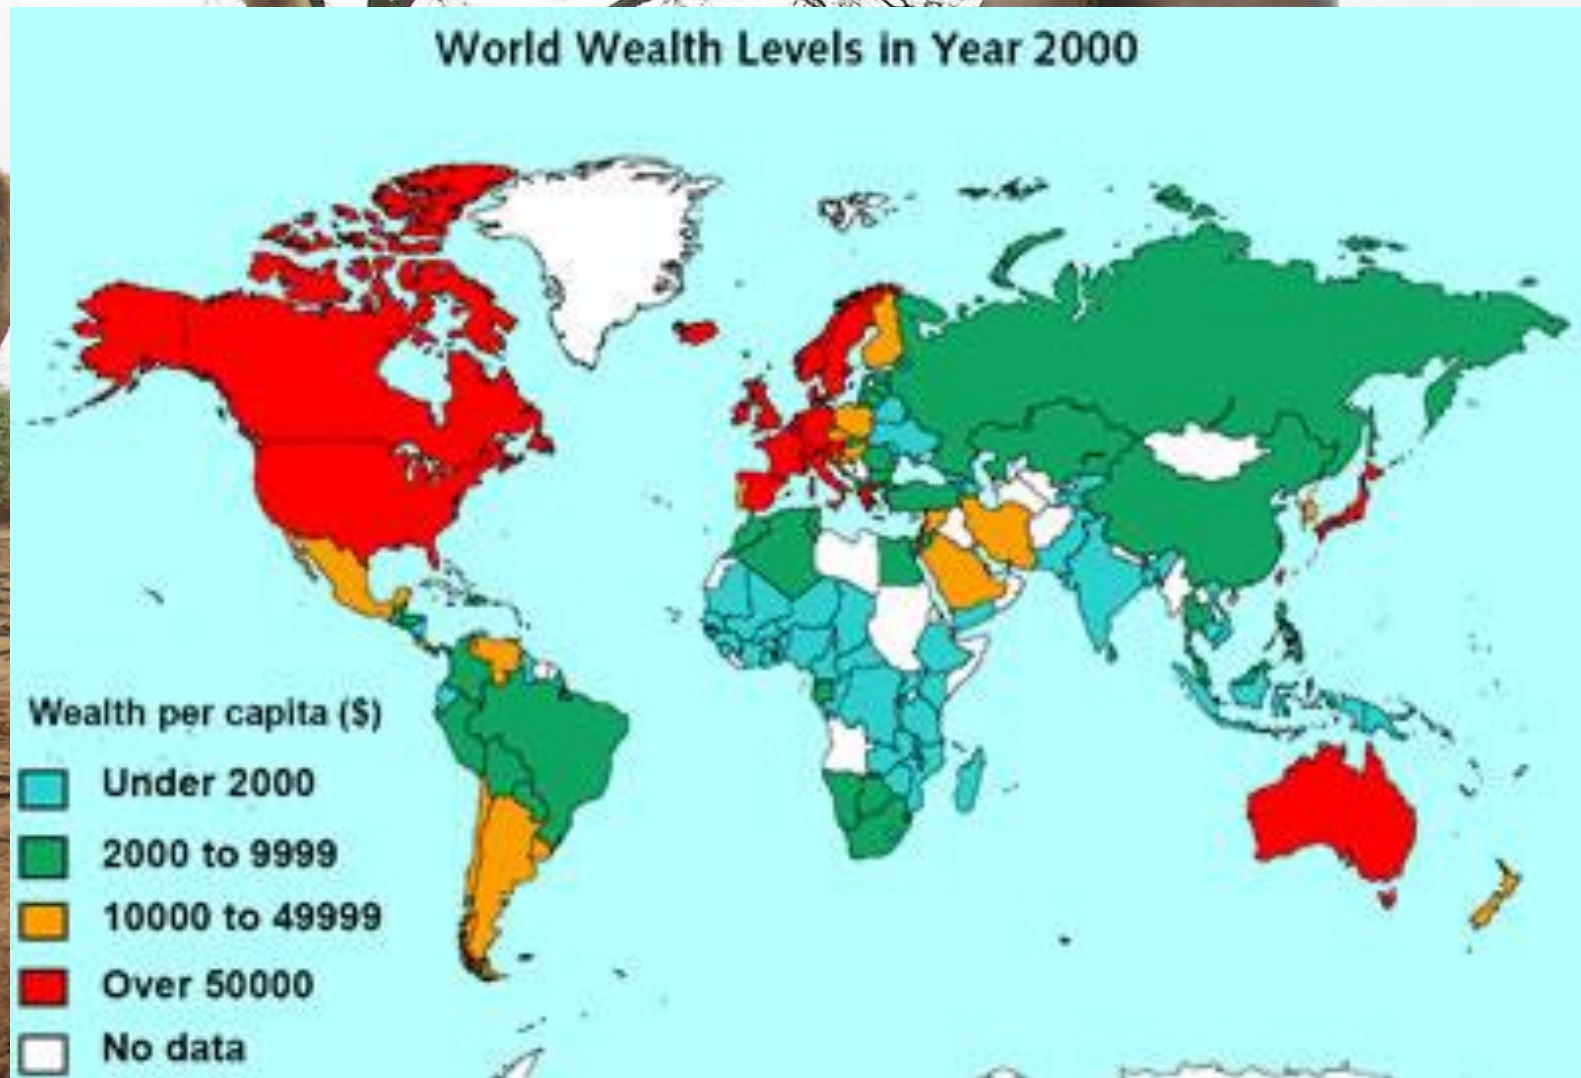 World Wealth Levels in Year 2000
Wealth per capita ($)
Under 2000
2000 to 9999
10000 to 49999
Over 50000
No data